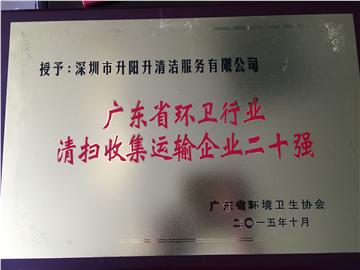 授予：深圳市升阳升清洁服务有限公司
广东省环卫行业
清扫收集运输企业二十强
广东省环境卫生协会
二〇一五年十月